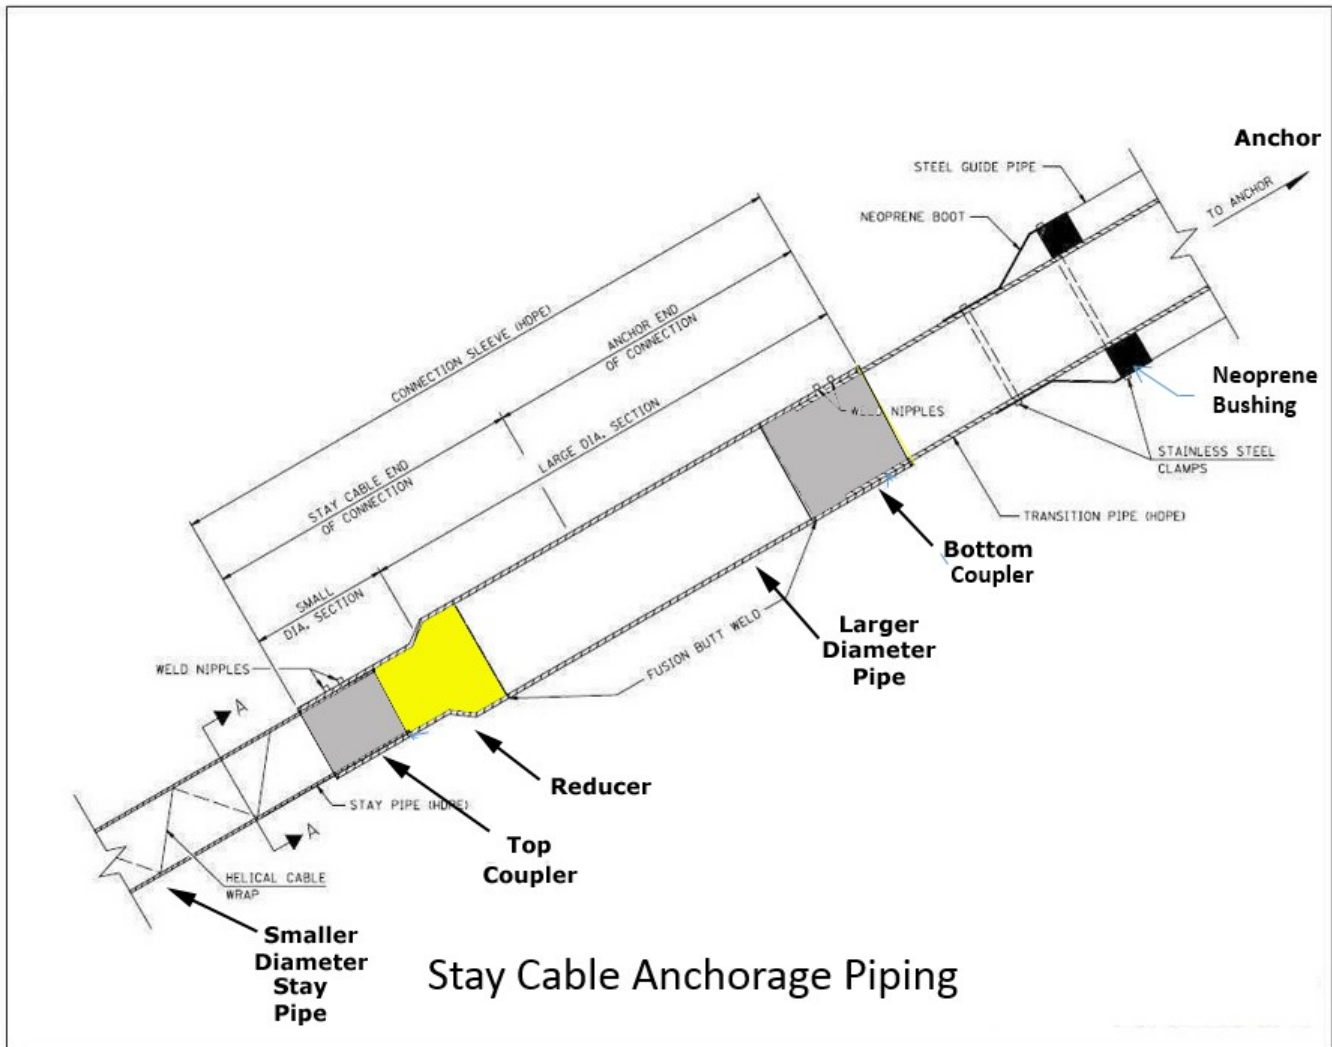 Anchor
STEEL GUIDE PIPE
TO ANCHOR
NEOPRENE BOOT
CONNECTION SLEEVE (HDPE)
ANCHOR END
OF CONNECTION
STAY CABLE END
OF CONNECTION
LARGE DIA. SECTION
SMALL
DIA. SECTION
WELD NIPPLES
Neoprene
Bushing
STAINLESS STEEL
CLAMPS
TRANSITION PIPE (HDPE)
Bottom
Coupler
FUSION BUTT WELD
Larger
Diameter
Pipe
WELD NIPPLES
A
A
Reducer
STAY PIPE (HDPE)
Top
Coupler
HELICAL CABLE
WRAP
Smaller
Diameter
Stay
Pipe
Stay Cable Anchorage Piping